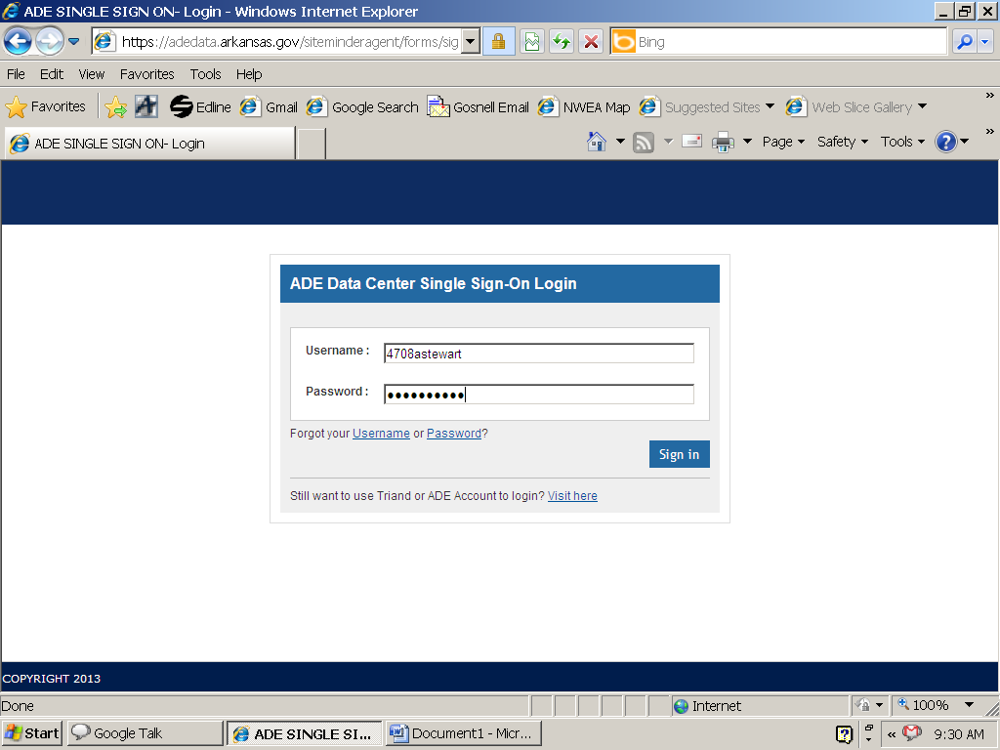 ADE SINGLE SIGN ON- Login - Windows Internet Explorer
https://adedata.arkansas.gov/siteminderagent/forms/sig
Bing
File Edit View Favorites Tools Help
Favorites Edline Gmail Google Search Gosnell Email NWEA Map Suggested Sites Web Slice Gallery »
ADE SINGLE SIGN ON- Login
Page Safety Tools »
ADE Data Center Single Sign-On Login
Username : 4708astewart
Password : ●●●●●●●●●●
Forgot your Username or Password?
Sign in
Still want to use Triand or ADE Account to login? Visit here
COPYRIGHT 2013
Done Internet 100%
Start Google Talk ADE SINGLE SI... Document1 - Micr... « 9:30 AM